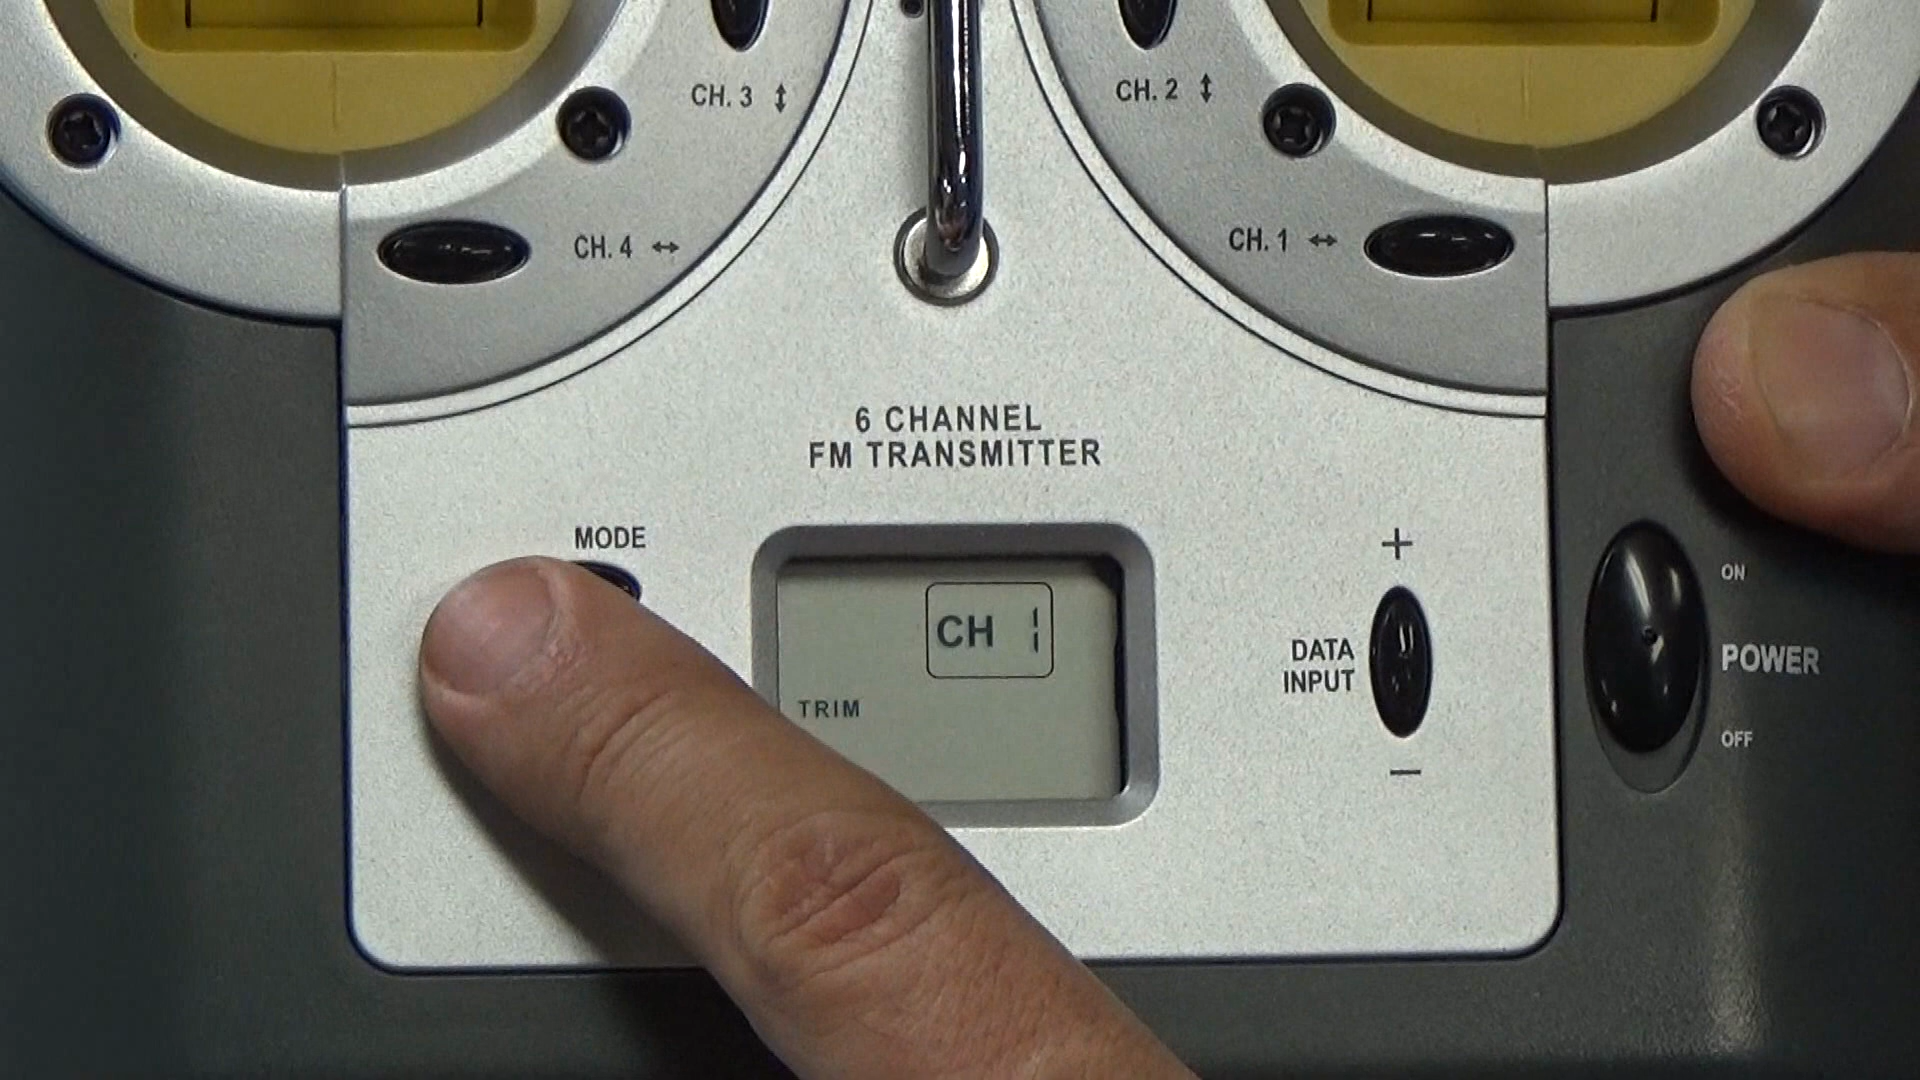 CH. 3 ↕
CH. 2 ↕
CH. 4 ↔
CH. 1 ↔
6 CHANNEL
FM TRANSMITTER
MODE
CH 1
TRIM
+
DATA
INPUT
−
ON
POWER
OFF